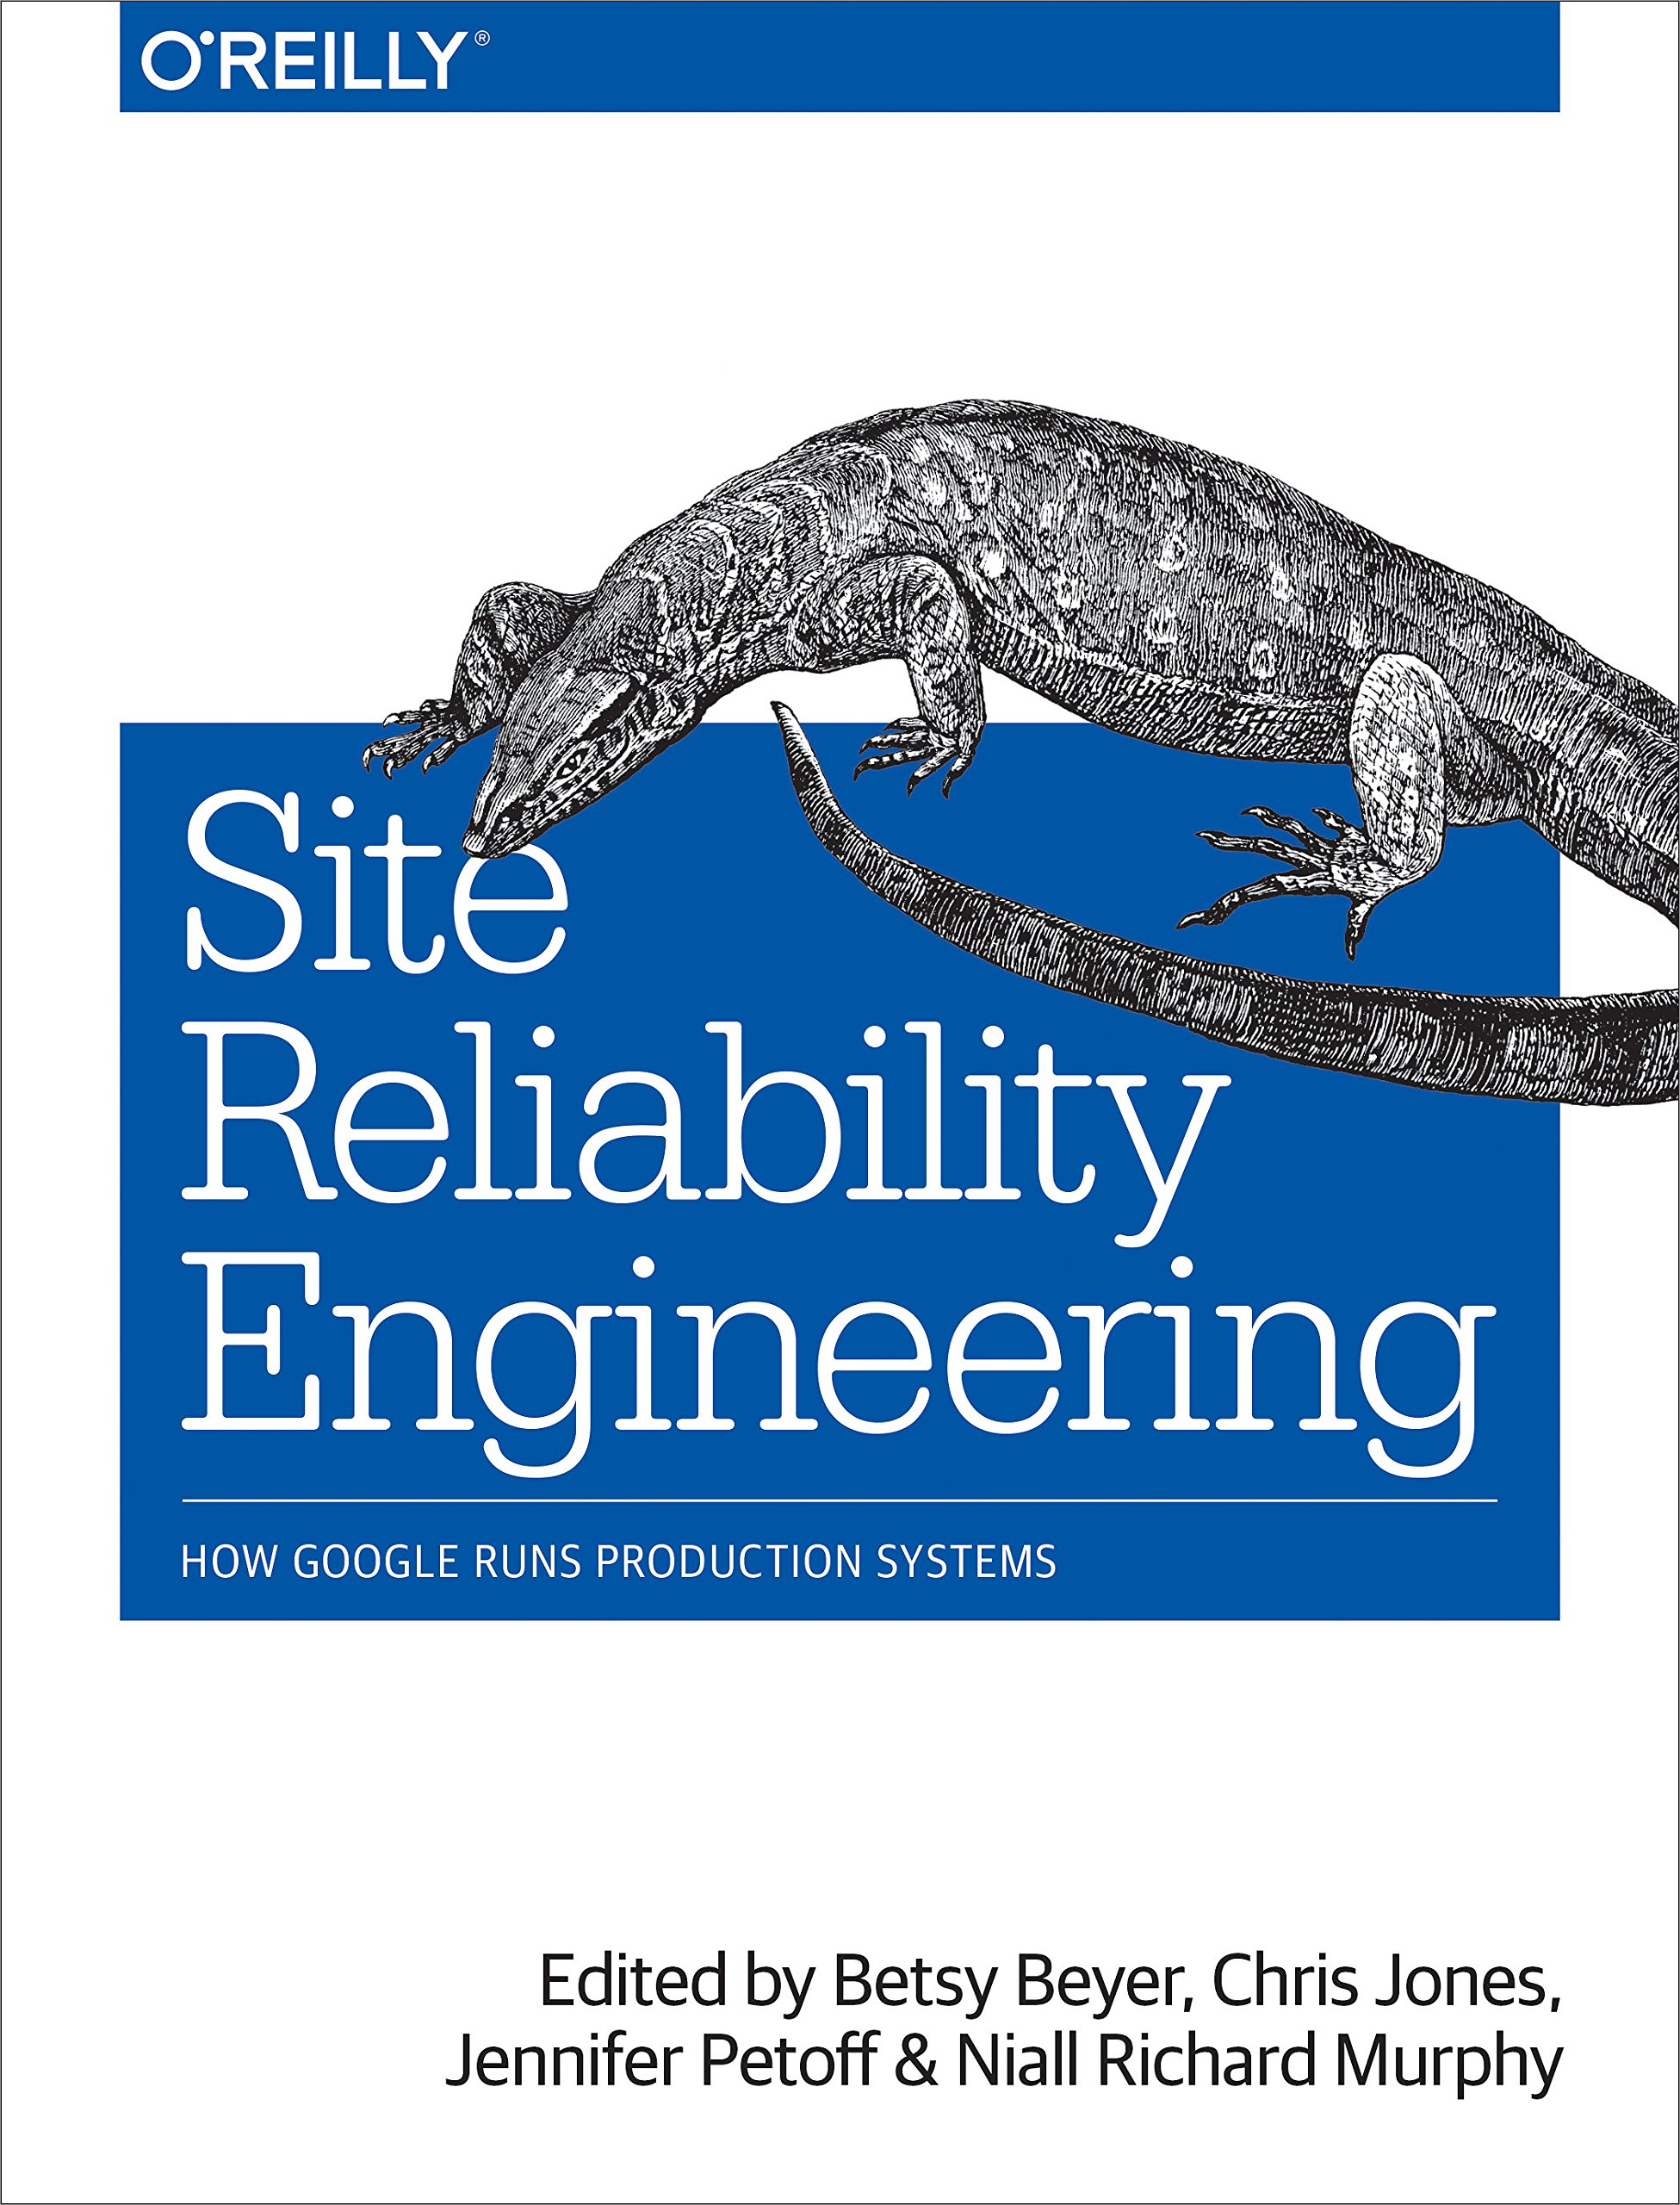 O'REILLY®
Site
Reliability
Engineering
HOW GOOGLE RUNS PRODUCTION SYSTEMS
Edited by Betsy Beyer, Chris Jones,
Jennifer Petoff & Niall Richard Murphy